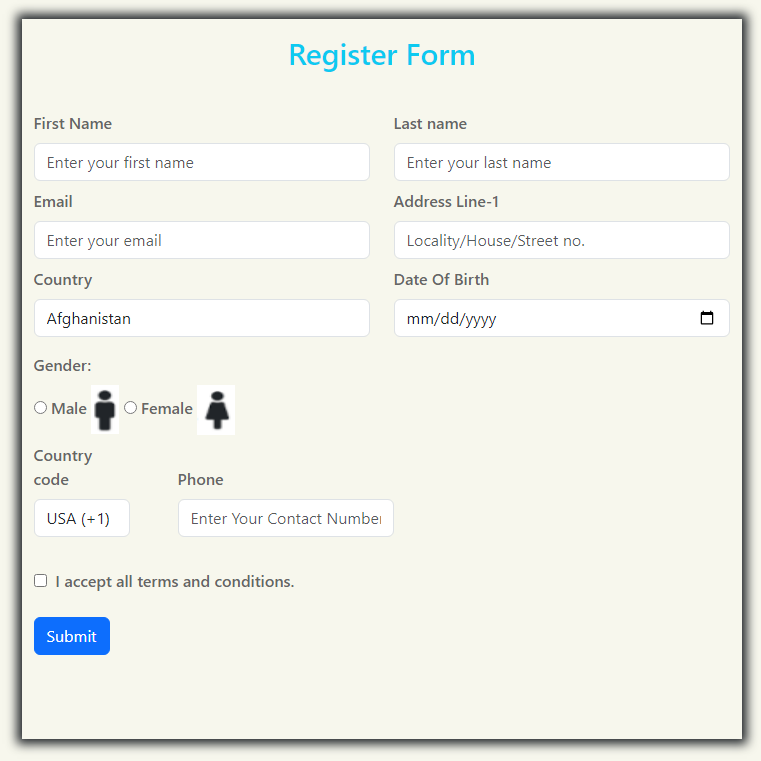 Register Form
First Name
Last name
Enter your first name
Enter your last name
Email
Address Line-1
Enter your email
Locality/House/Street no.
Country
Date Of Birth
Afghanistan
mm/dd/yyyy
Gender:
Male
Female
Country
code
Phone
USA (+1)
Enter Your Contact Number
I accept all terms and conditions.
Submit